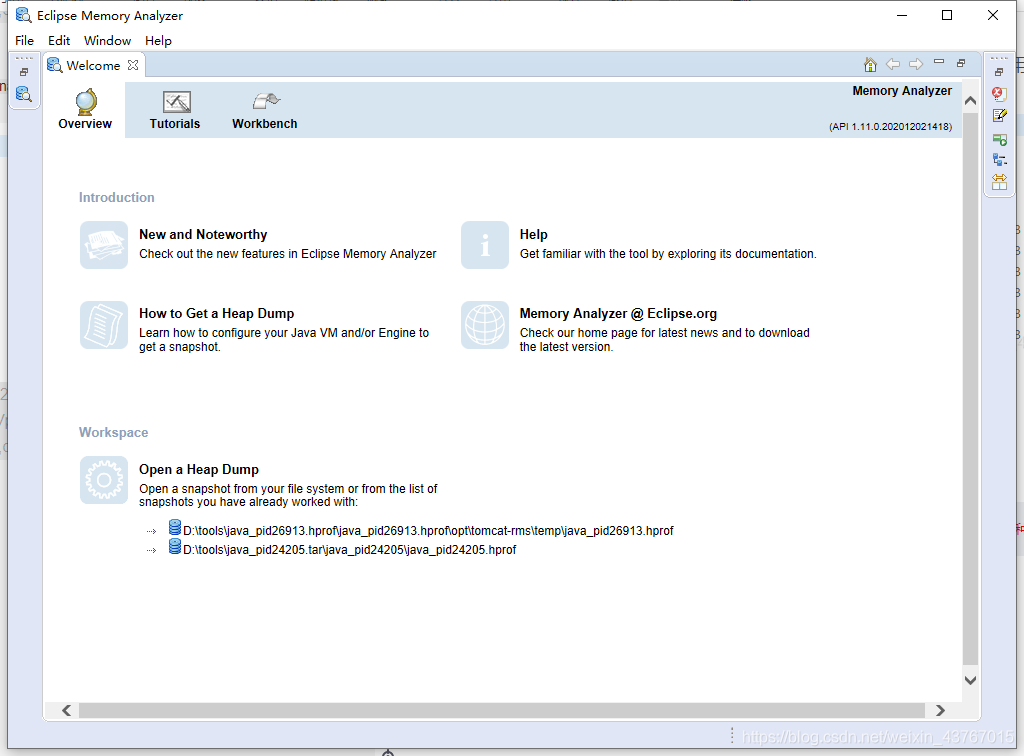 Eclipse Memory Analyzer
File Edit Window Help
Welcome
Overview
Tutorials
Workbench
Memory Analyzer
(API 1.11.0.202012021418)
Introduction
New and Noteworthy
Check out the new features in Eclipse Memory Analyzer
Help
Get familiar with the tool by exploring its documentation.
How to Get a Heap Dump
Learn how to configure your Java VM and/or Engine to
get a snapshot.
Memory Analyzer @ Eclipse.org
Check our home page for latest news and to download
the latest version.
Workspace
Open a Heap Dump
Open a snapshot from your file system or from the list of
snapshots you have already worked with:
D:\tools\java_pid26913.hprof\java_pid26913.hprof\opt\tomcat-rms\temp\java_pid26913.hprof
D:\tools\java_pid24205.tar\java_pid24205\java_pid24205.hprof
https://blog.csdn.net/weixin_43767015